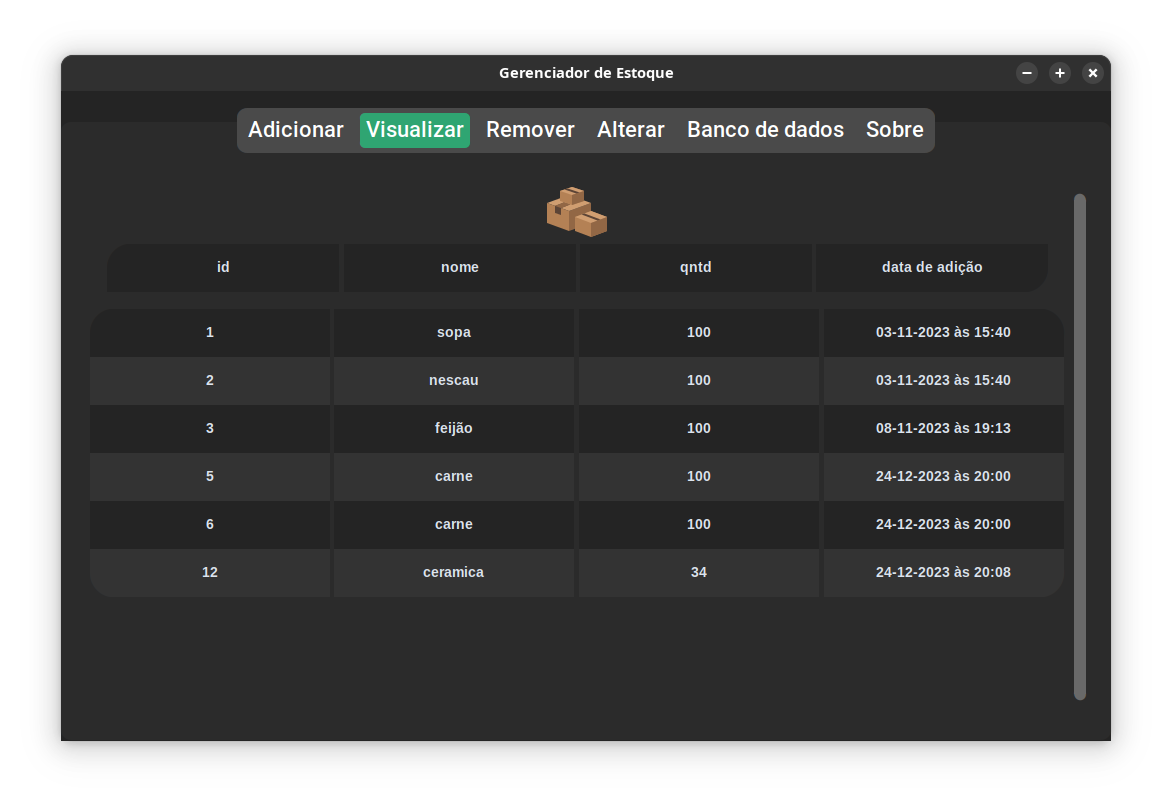 Gerenciador de Estoque
Adicionar Visualizar Remover Alterar Banco de dados Sobre
id nome qntd data de adição
1 sopa 100 03-11-2023 às 15:40
2 nescau 100 03-11-2023 às 15:40
3 feijão 100 08-11-2023 às 19:13
5 carne 100 24-12-2023 às 20:00
6 carne 100 24-12-2023 às 20:00
12 ceramica 34 24-12-2023 às 20:08